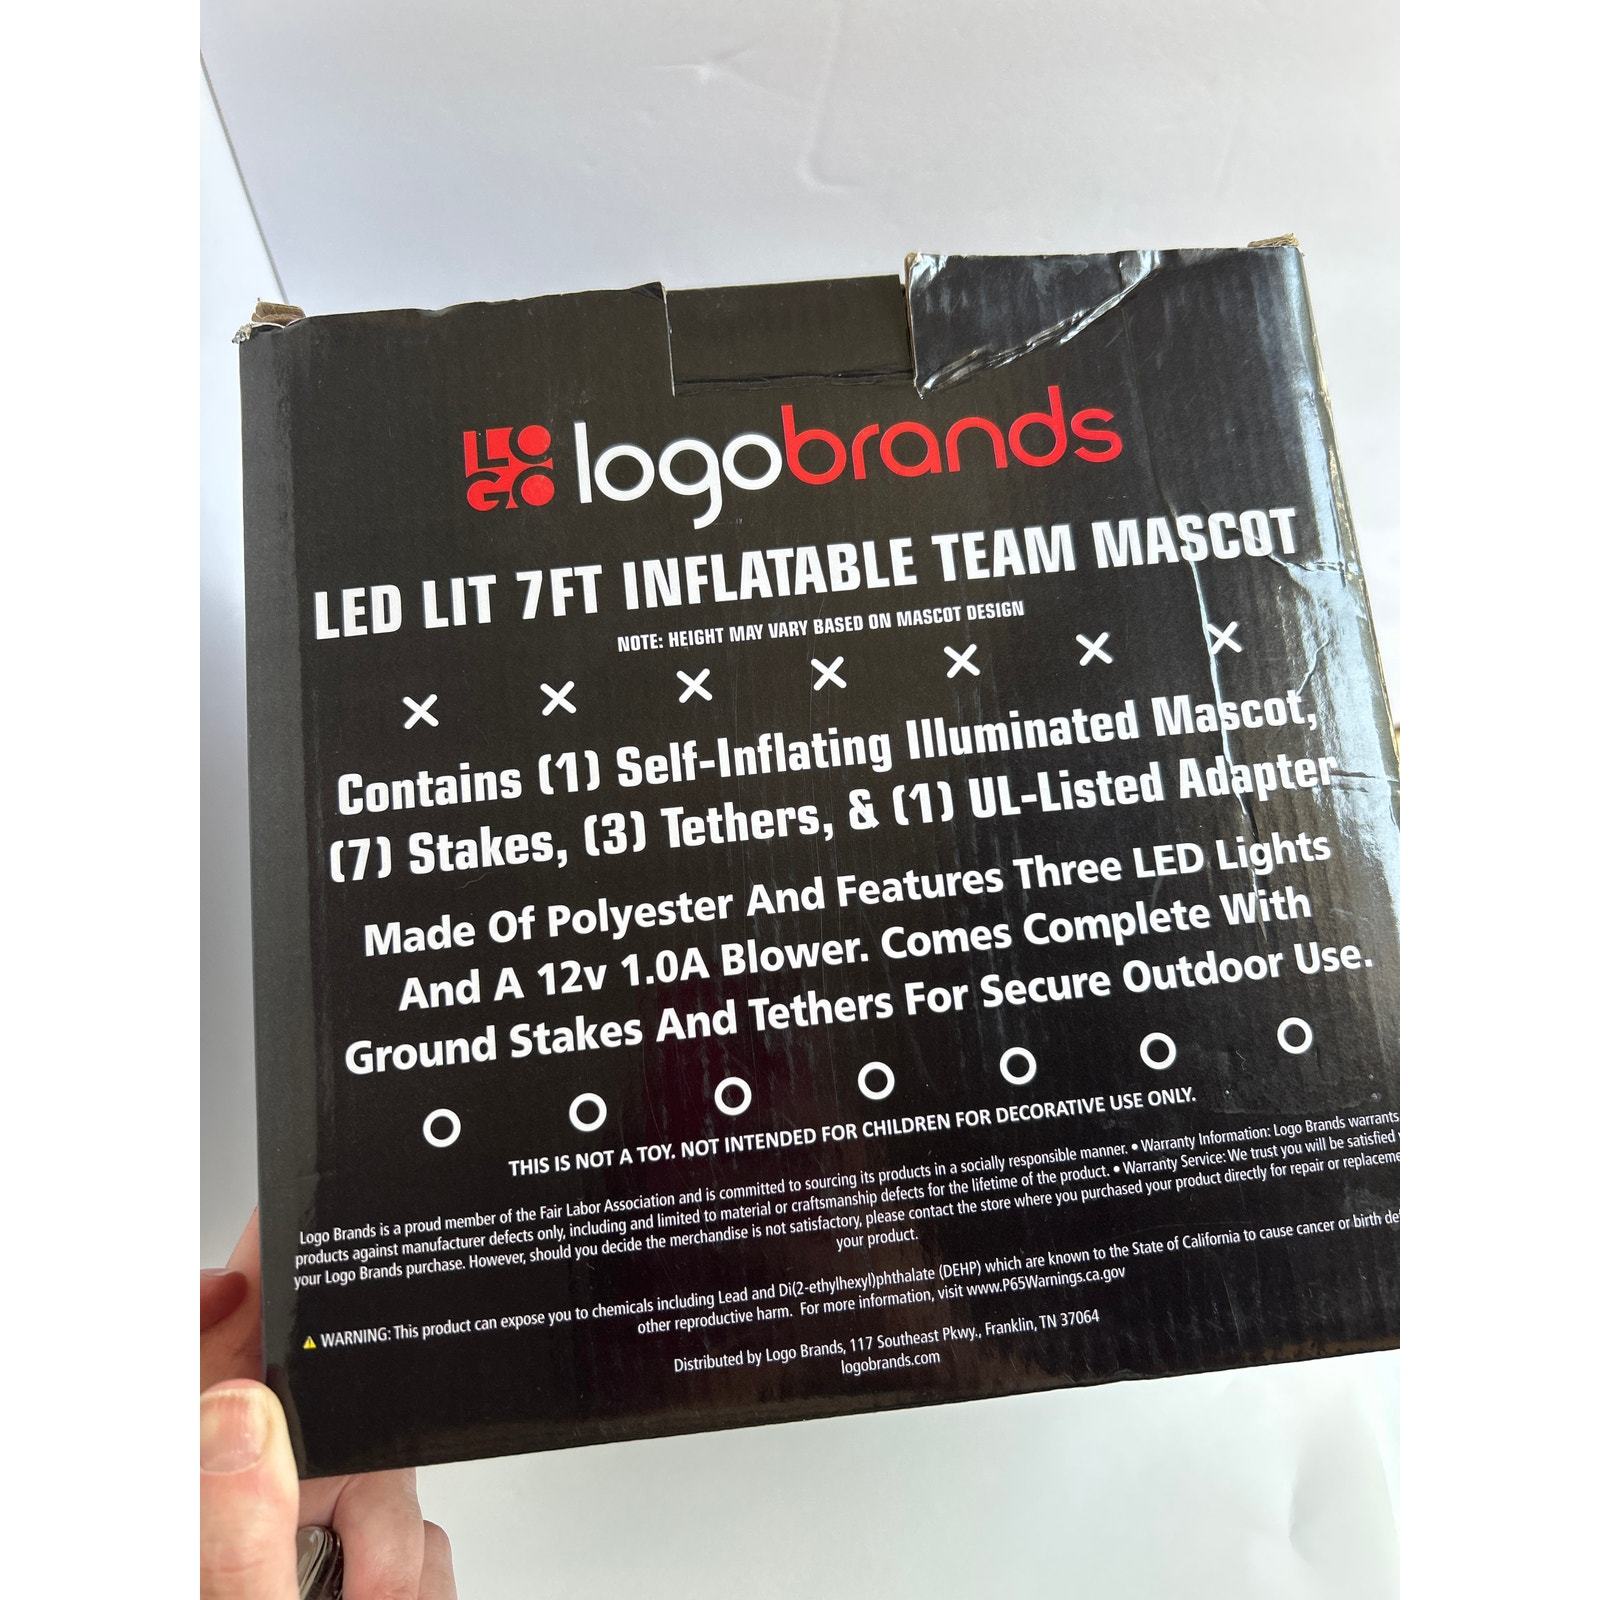 LOGO logobrands
LED LIT 7FT INFLATABLE TEAM MASCOT
NOTE: HEIGHT MAY VARY BASED ON MASCOT DESIGN
Contains (1) Self-Inflating Illuminated Mascot,
(7) Stakes, (3) Tethers, & (1) UL-Listed Adapter
Made Of Polyester And Features Three LED Lights
And A 12v 1.0A Blower. Comes Complete With
Ground Stakes And Tethers For Secure Outdoor Use.
THIS IS NOT A TOY. NOT INTENDED FOR CHILDREN FOR DECORATIVE USE ONLY.
Logo Brands is a proud member of the Fair Labor Association and is committed to sourcing its products in a socially responsible manner. • Warranty Information: Logo Brands warrants
products against manufacturer defects only, including and limited to material or craftsmanship defects for the lifetime of the product. • Warranty Service: We trust you will be satisfied
your Logo Brands purchase. However, should you decide the merchandise is not satisfactory, please contact the store where you purchased your product directly for repair or replaceme
your product.
⚠ WARNING: This product can expose you to chemicals including Lead and Di(2-ethylhexyl)phthalate (DEHP) which are known to the State of California to cause cancer or birth de
other reproductive harm. For more information, visit www.P65Warnings.ca.gov
Distributed by Logo Brands, 117 Southeast Pkwy., Franklin, TN 37064
logobrands.com